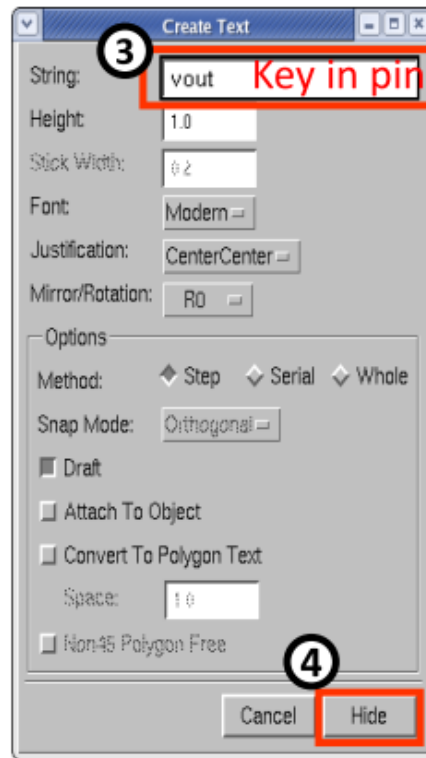 Create Text
3
String: vout Key in pin
Height: 1.0
Stick Width: 0.2
Font: Modern
Justification: CenterCenter
Mirror/Rotation: R0
Options
Method: Step Serial Whole
Snap Mode: Orthogonal
Draft
Attach To Object
Convert To Polygon Text
Space: 1.0
Non45 Polygon Free
4
Cancel Hide